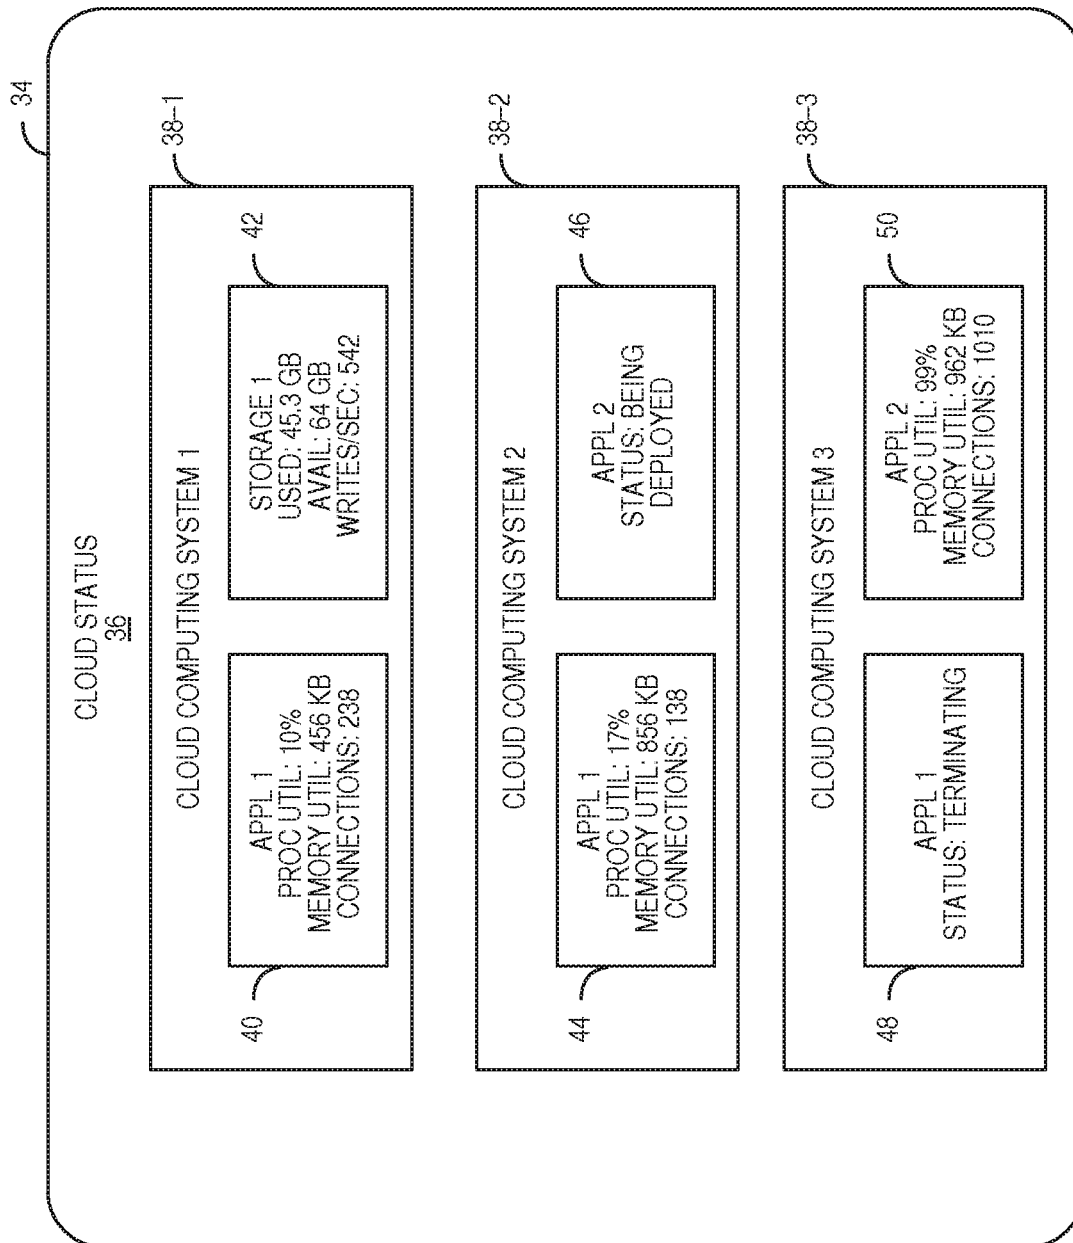 34
CLOUD STATUS
36
38–1
CLOUD COMPUTING SYSTEM 1
40
APPL 1
PROC UTIL: 10%
MEMORY UTIL: 456 KB
CONNECTIONS: 238
42
STORAGE 1
USED: 45.3 GB
AVAIL: 64 GB
WRITES/SEC: 542
38–2
CLOUD COMPUTING SYSTEM 2
44
APPL 1
PROC UTIL: 17%
MEMORY UTIL: 856 KB
CONNECTIONS: 138
46
APPL 2
STATUS: BEING
DEPLOYED
38–3
CLOUD COMPUTING SYSTEM 3
48
APPL 1
STATUS: TERMINATING
50
APPL 2
PROC UTIL: 99%
MEMORY UTIL: 962 KB
CONNECTIONS: 1010